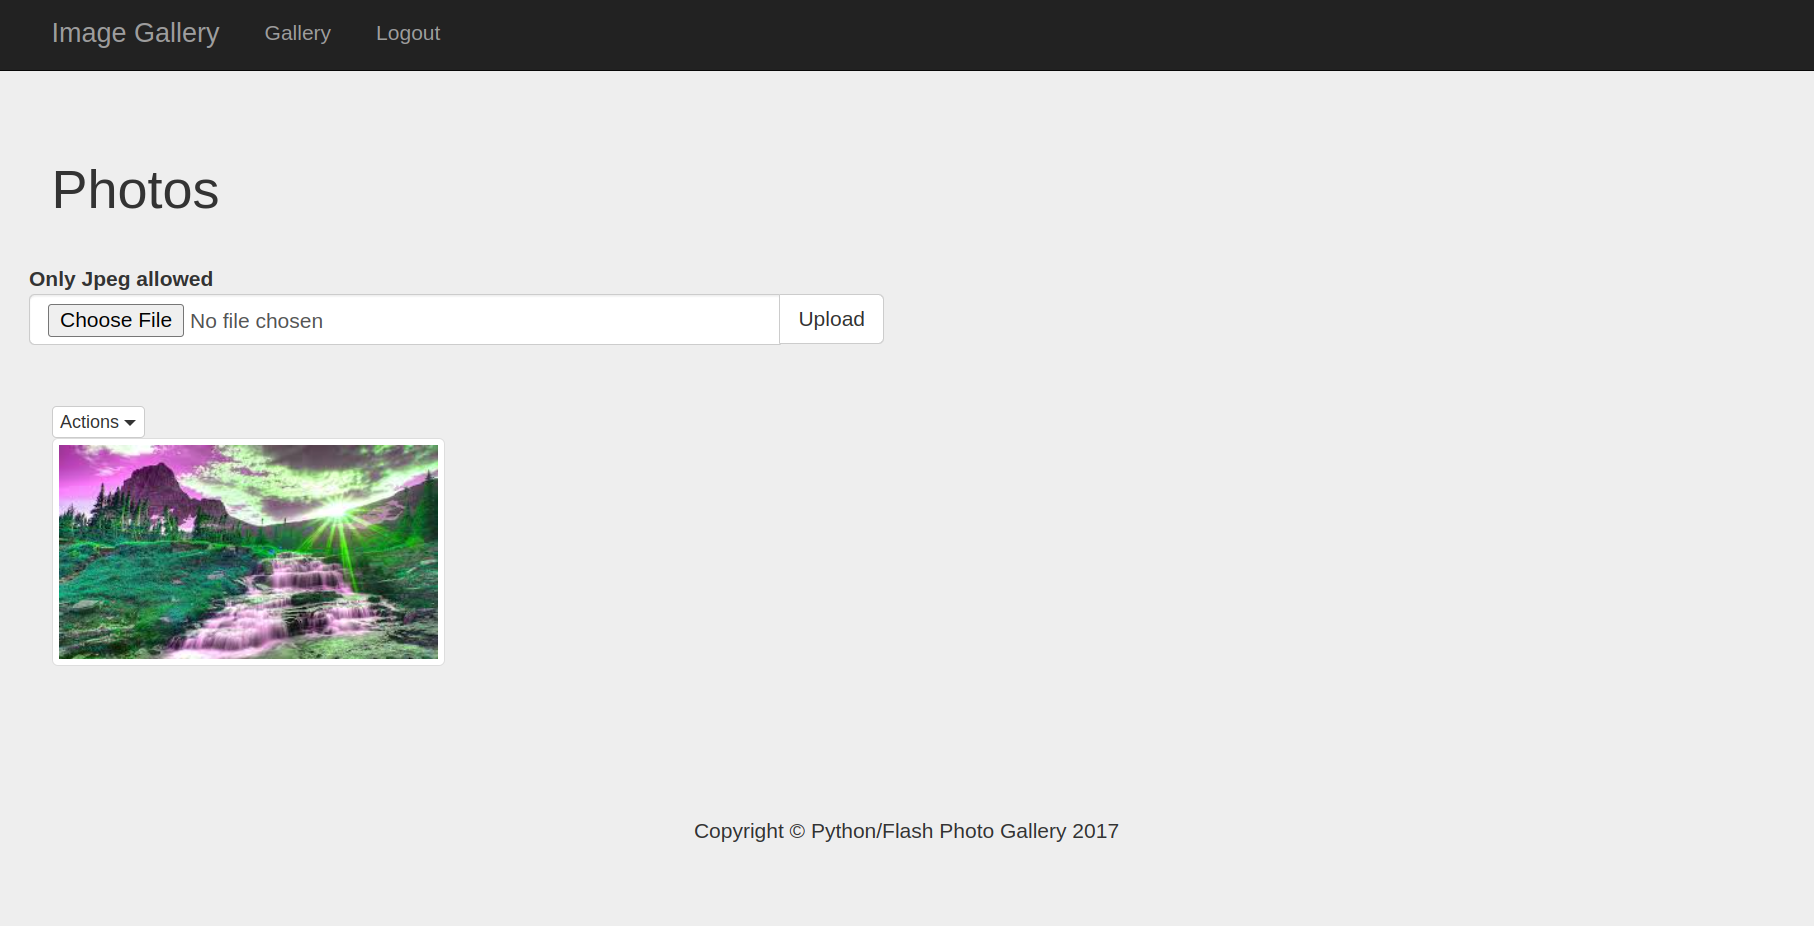 Image Gallery Gallery Logout
Photos
Only Jpeg allowed
Choose File No file chosen Upload
Actions
Copyright © Python/Flash Photo Gallery 2017